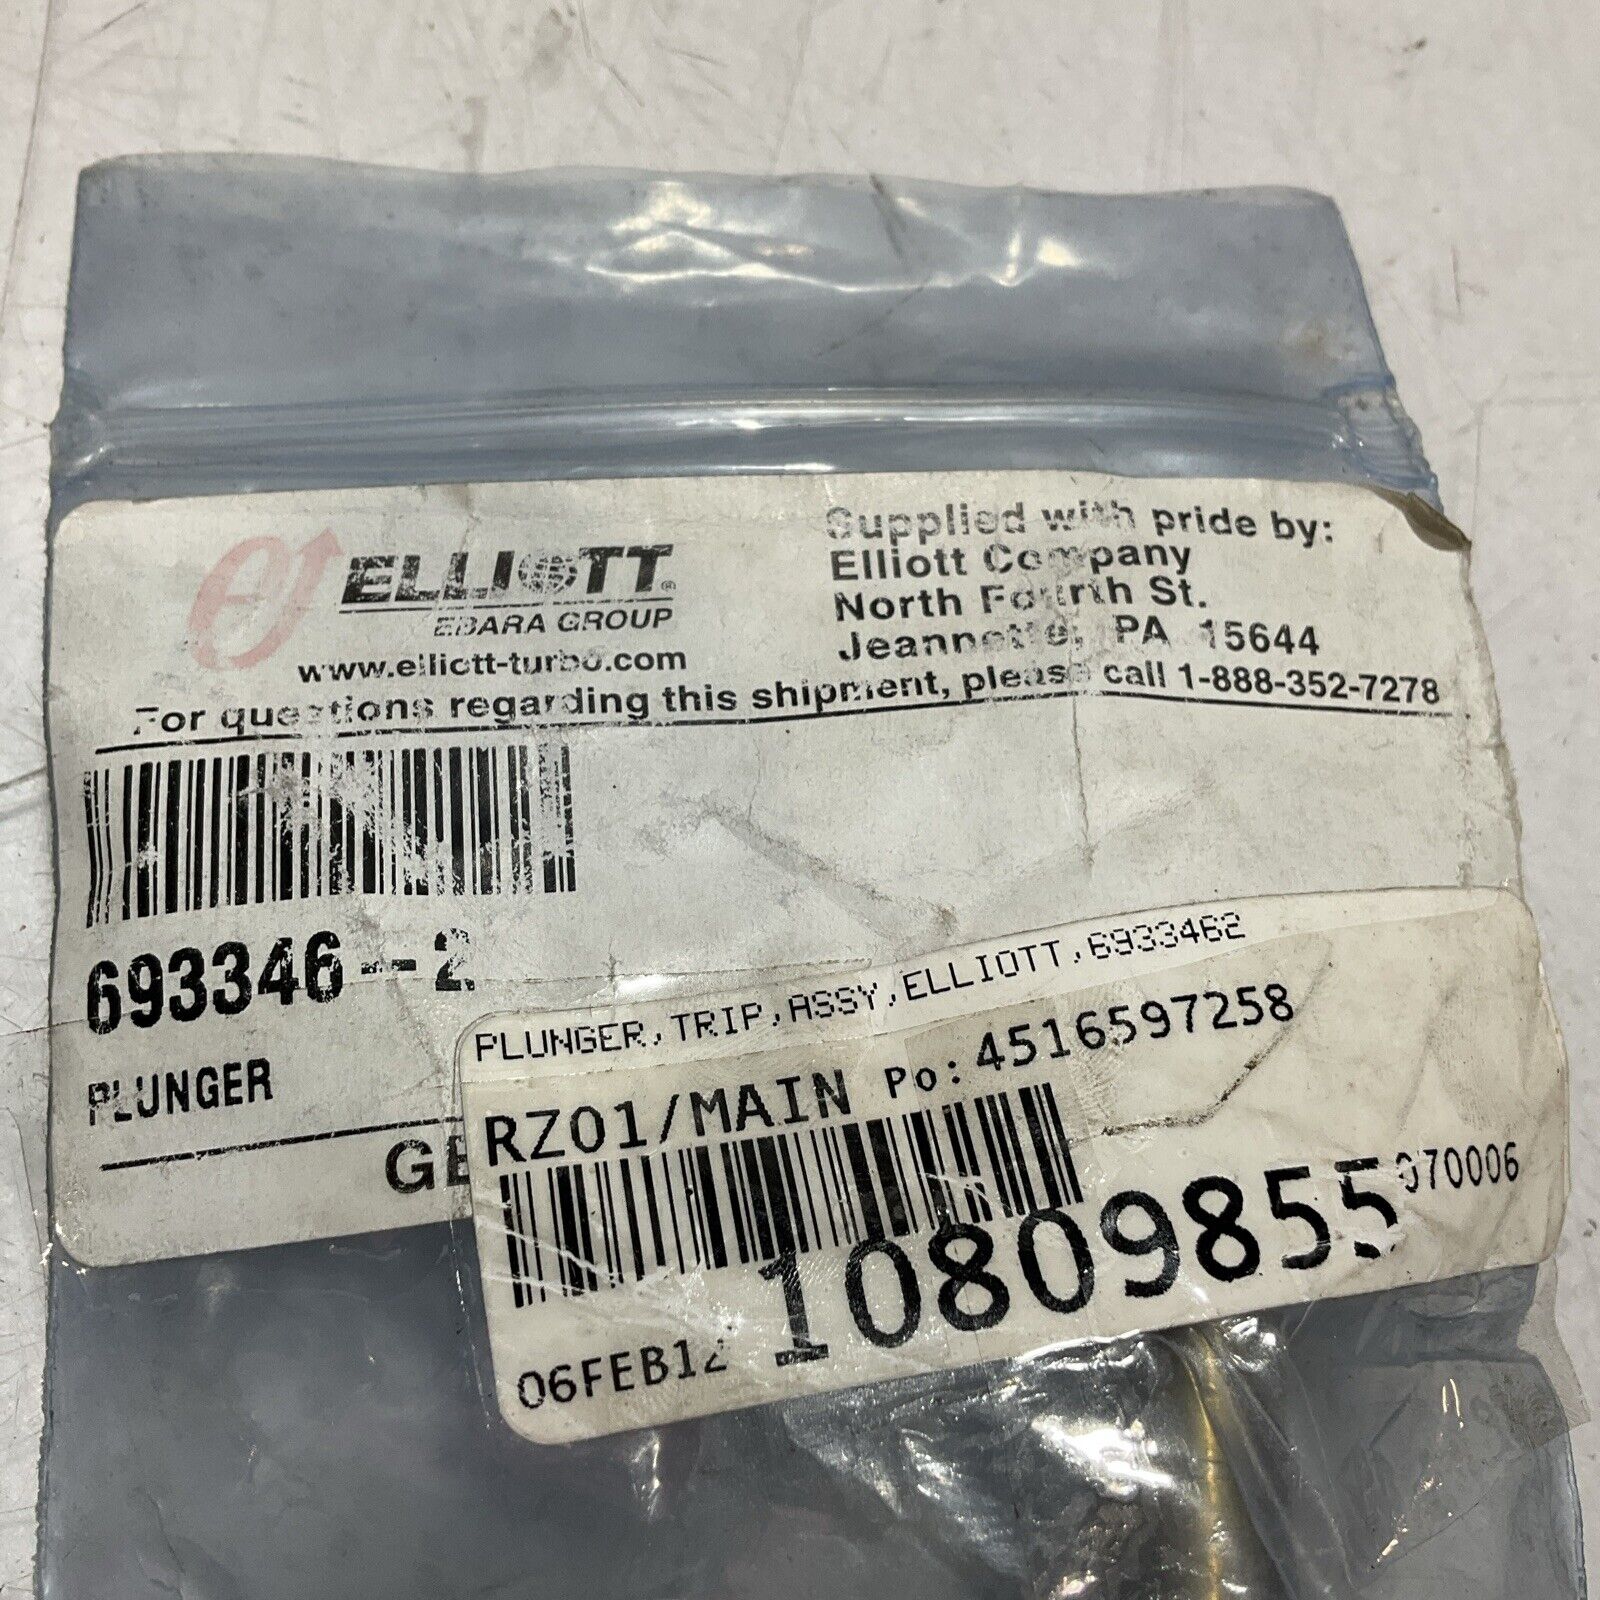 ELLIOTT®
EBARA GROUP
www.elliott-turbo.com
Supplied with pride by:
Elliott Company
North Fourth St.
Jeannette, PA 15644
For questions regarding this shipment, please call 1-888-352-7278
693346-2
PLUNGER
GE
PLUNGER,TRIP,ASSY,ELLIOTT,6933462
RZ01/MAIN Po:4516597258
10809855
070006
06FEB12